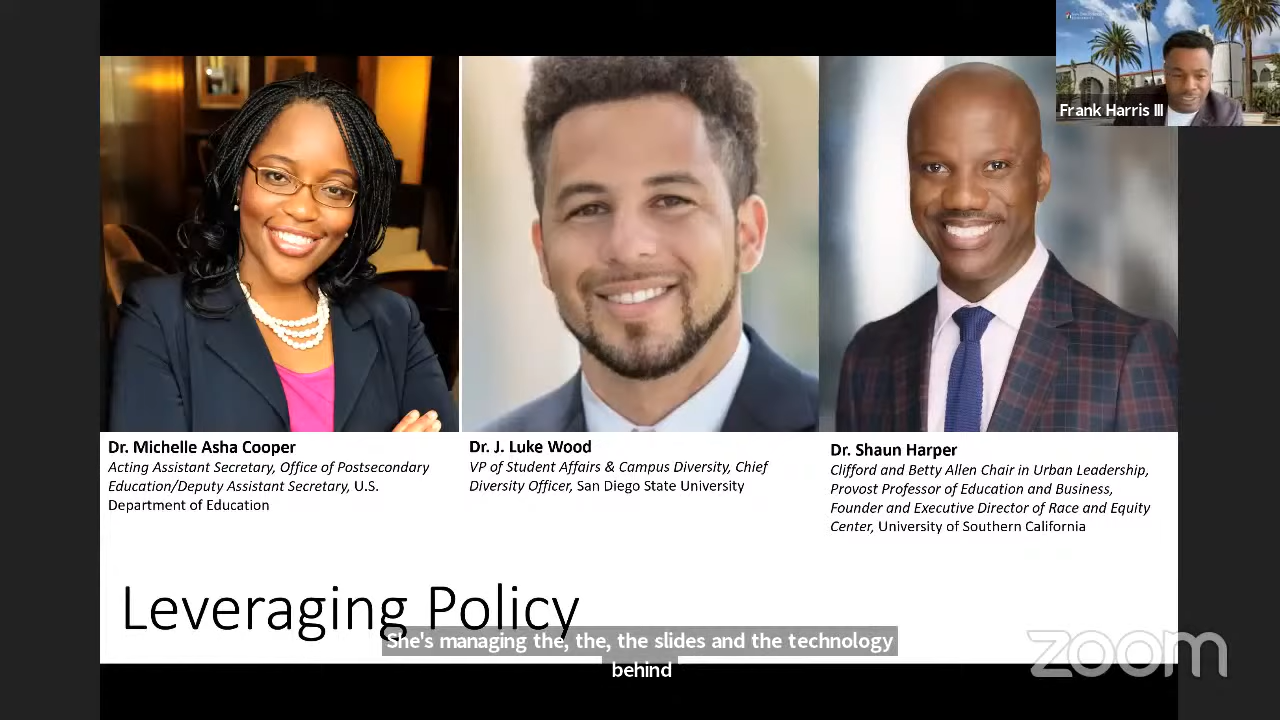 Frank Harris III
Dr. Michelle Asha Cooper
Acting Assistant Secretary, Office of Postsecondary
Education/Deputy Assistant Secretary, U.S.
Department of Education
Dr. J. Luke Wood
VP of Student Affairs & Campus Diversity, Chief
Diversity Officer, San Diego State University
Dr. Shaun Harper
Clifford and Betty Allen Chair in Urban Leadership,
Provost Professor of Education and Business,
Founder and Executive Director of Race and Equity
Center, University of Southern California
Leveraging Policy
She's managing the, the, the slides and the technology
behind
zoom